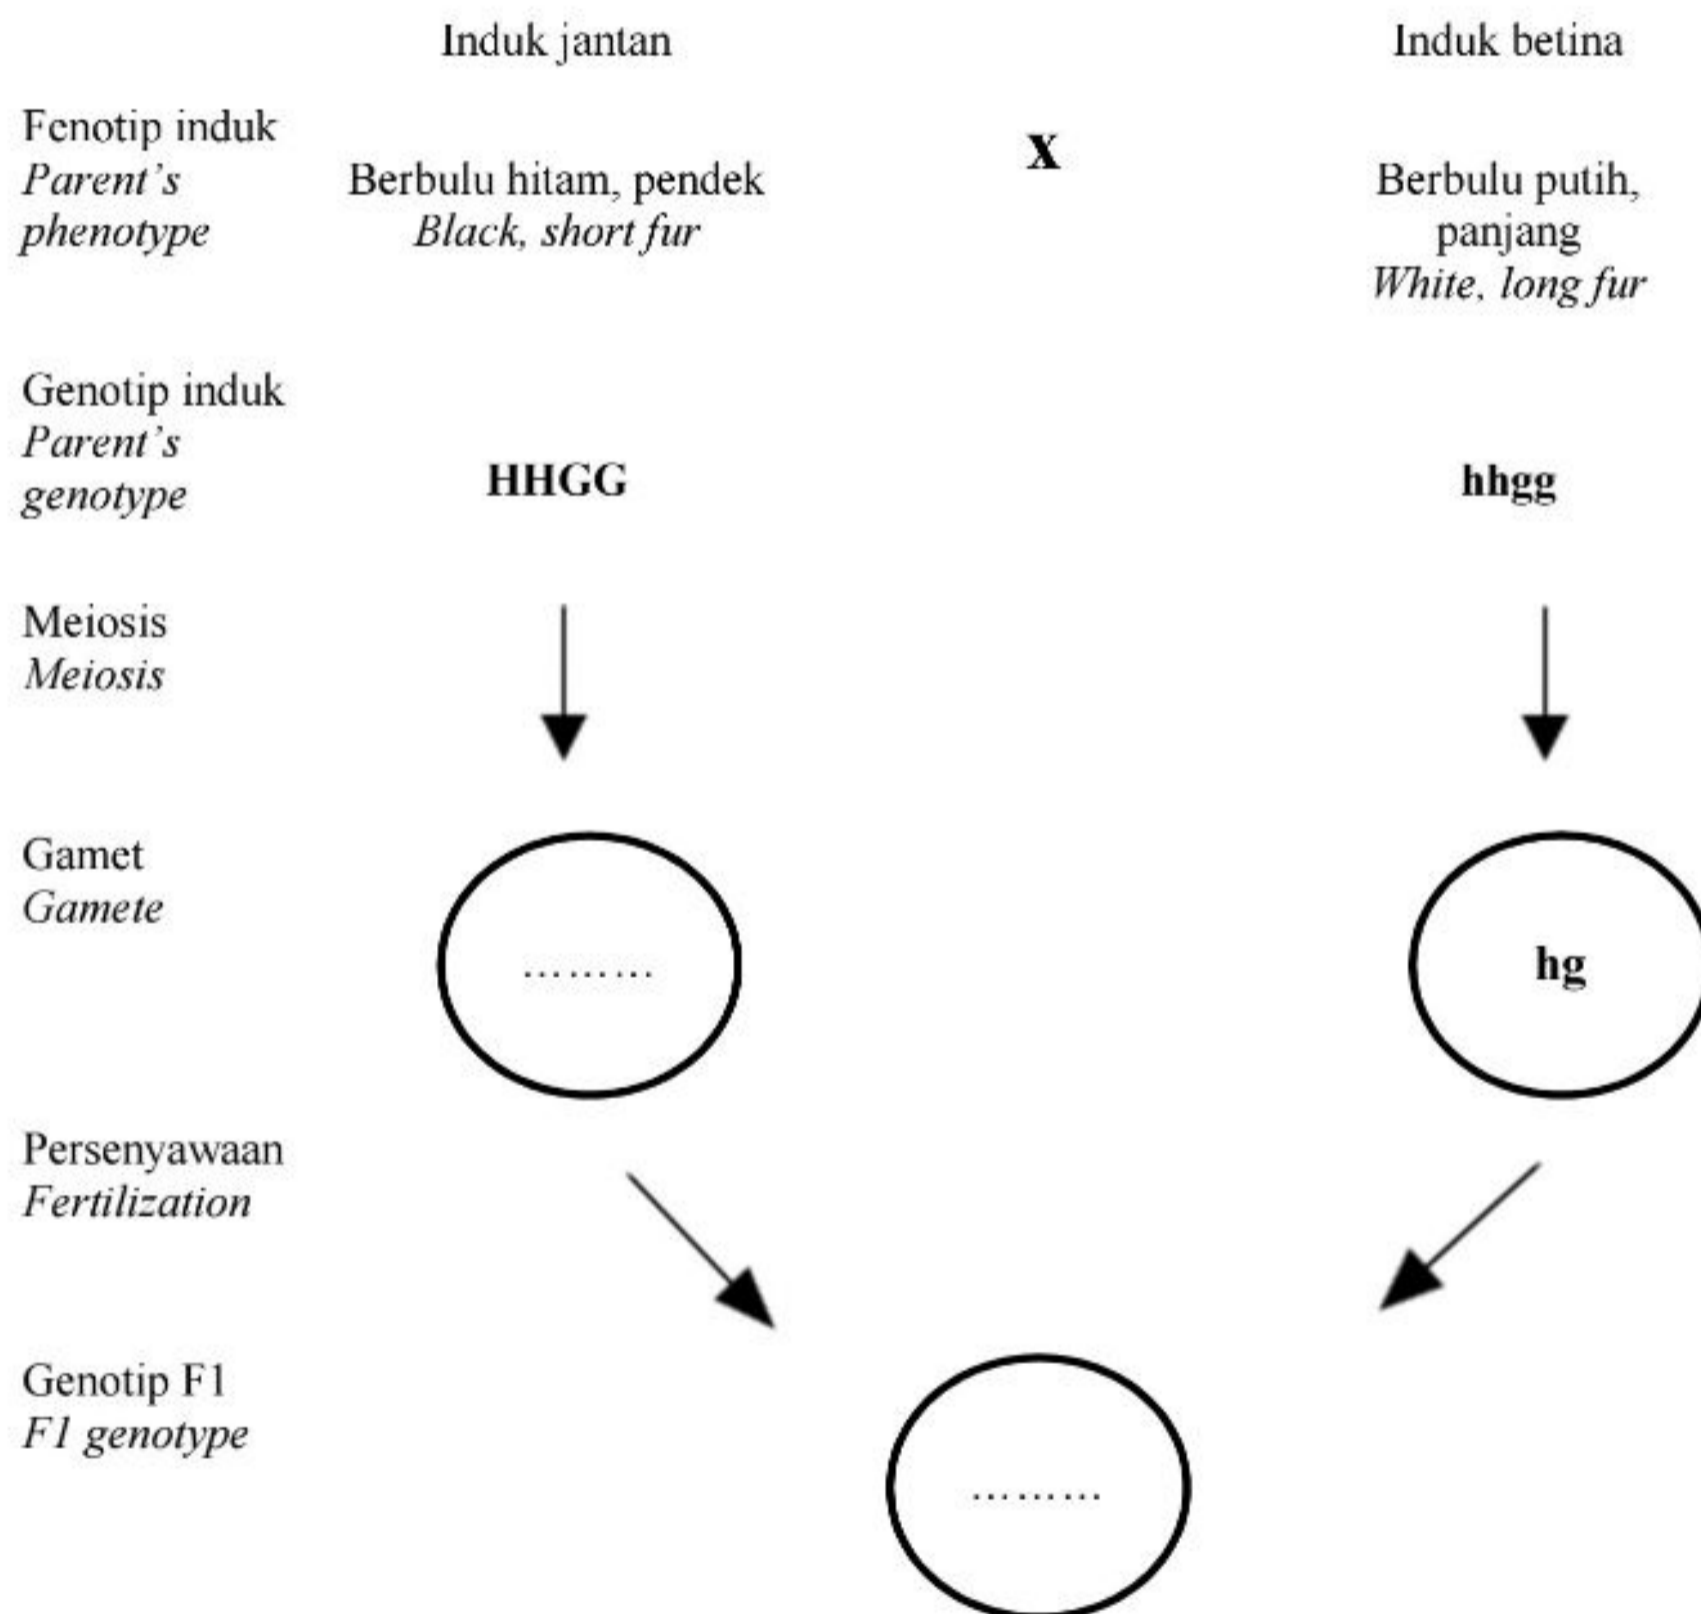 Induk jantan
Induk betina
Fenotip induk
Parent's
phenotype
Berbulu hitam, pendek
Black, short fur
x
Berbulu putih,
panjang
White, long fur
Genotip induk
Parent's
genotype
HHGG
hhgg
Meiosis
Meiosis
Gamet
Gamete
.........
hg
Persenyawaan
Fertilization
Genotip F1
F1 genotype
.........